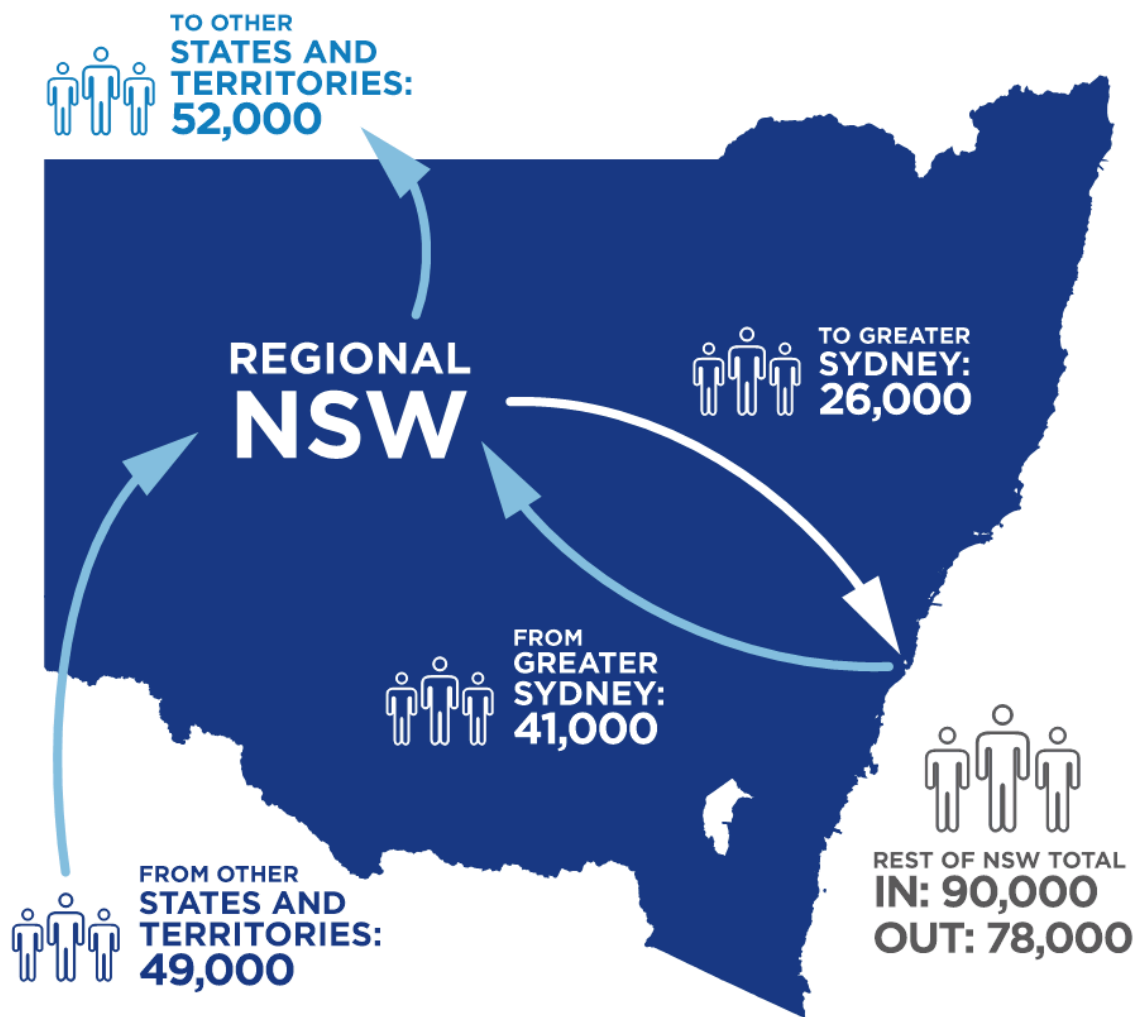 TO OTHER
STATES AND
TERRITORIES:
52,000
REGIONAL
NSW
TO GREATER
SYDNEY:
26,000
FROM
GREATER
SYDNEY:
41,000
FROM OTHER
STATES AND
TERRITORIES:
49,000
REST OF NSW TOTAL
IN: 90,000
OUT: 78,000